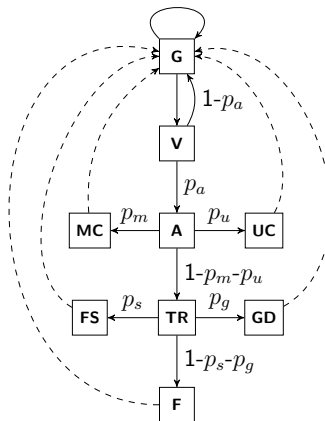 G
1-p_a
V
p_a
MC p_m A p_u UC
1-p_m-p_u
FS p_s TR p_g GD
1-p_s-p_g
F